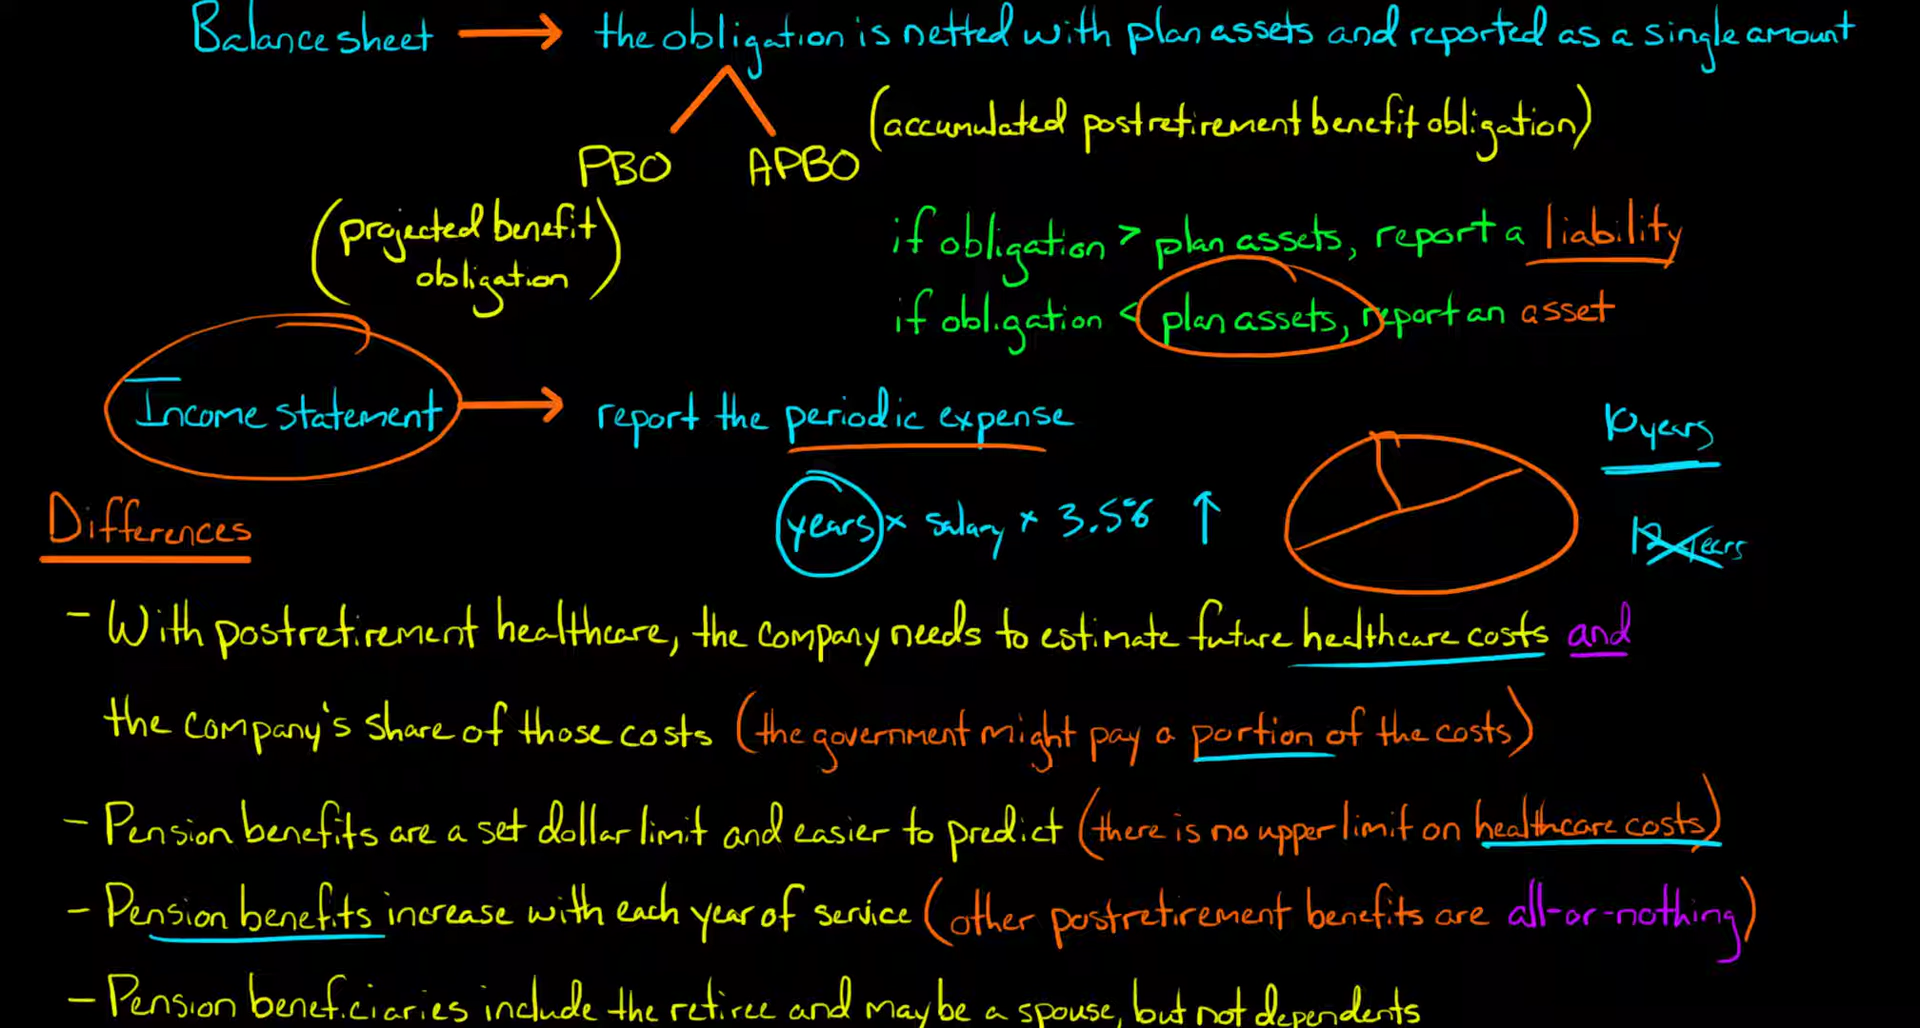 Balance sheet → the obligation is netted with plan assets and reported as a single amount
(accumulated postretirement benefit obligation)
PBO APBO
(projected benefit
obligation)
if obligation > plan assets, report a liability
if obligation < plan assets, report an asset
Income statement → report the periodic expense
10 years
years × salary × 3.5% ↑
Differences
- With postretirement healthcare, the company needs to estimate future healthcare costs and
the company's share of those costs (the government might pay a portion of the costs)
- Pension benefits are a set dollar limit and easier to predict (there is no upper limit on healthcare costs)
- Pension benefits increase with each year of service (other postretirement benefits are all-or-nothing)
- Pension beneficiaries include the retiree and maybe a spouse, but not dependents